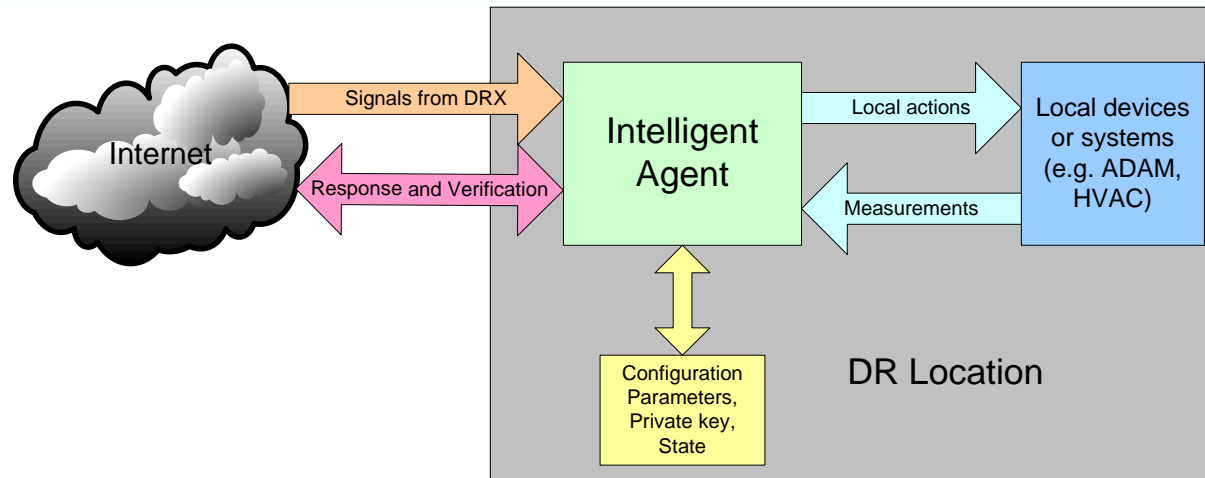 Internet
Signals from DRX
Response and Verification
Intelligent
Agent
Local actions
Measurements
Local devices
or systems
(e.g. ADAM,
HVAC)
Configuration
Parameters,
Private key,
State
DR Location